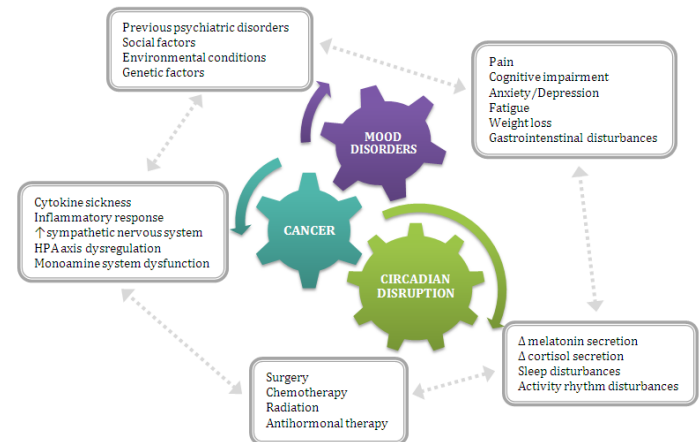 Previous psychiatric disorders
Social factors
Environmental conditions
Genetic factors
Pain
Cognitive impairment
Anxiety/Depression
Fatigue
Weight loss
Gastrointenstinal disturbances
MOOD
DISORDERS
CANCER
CIRCADIAN
DISRUPTION
Cytokine sickness
Inflammatory response
↑sympathetic nervous system
HPA axis dysregulation
Monoamine system dysfunction
Δ melatonin secretion
Δ cortisol secretion
Sleep disturbances
Activity rhythm disturbances
Surgery
Chemotherapy
Radiation
Antihormonal therapy